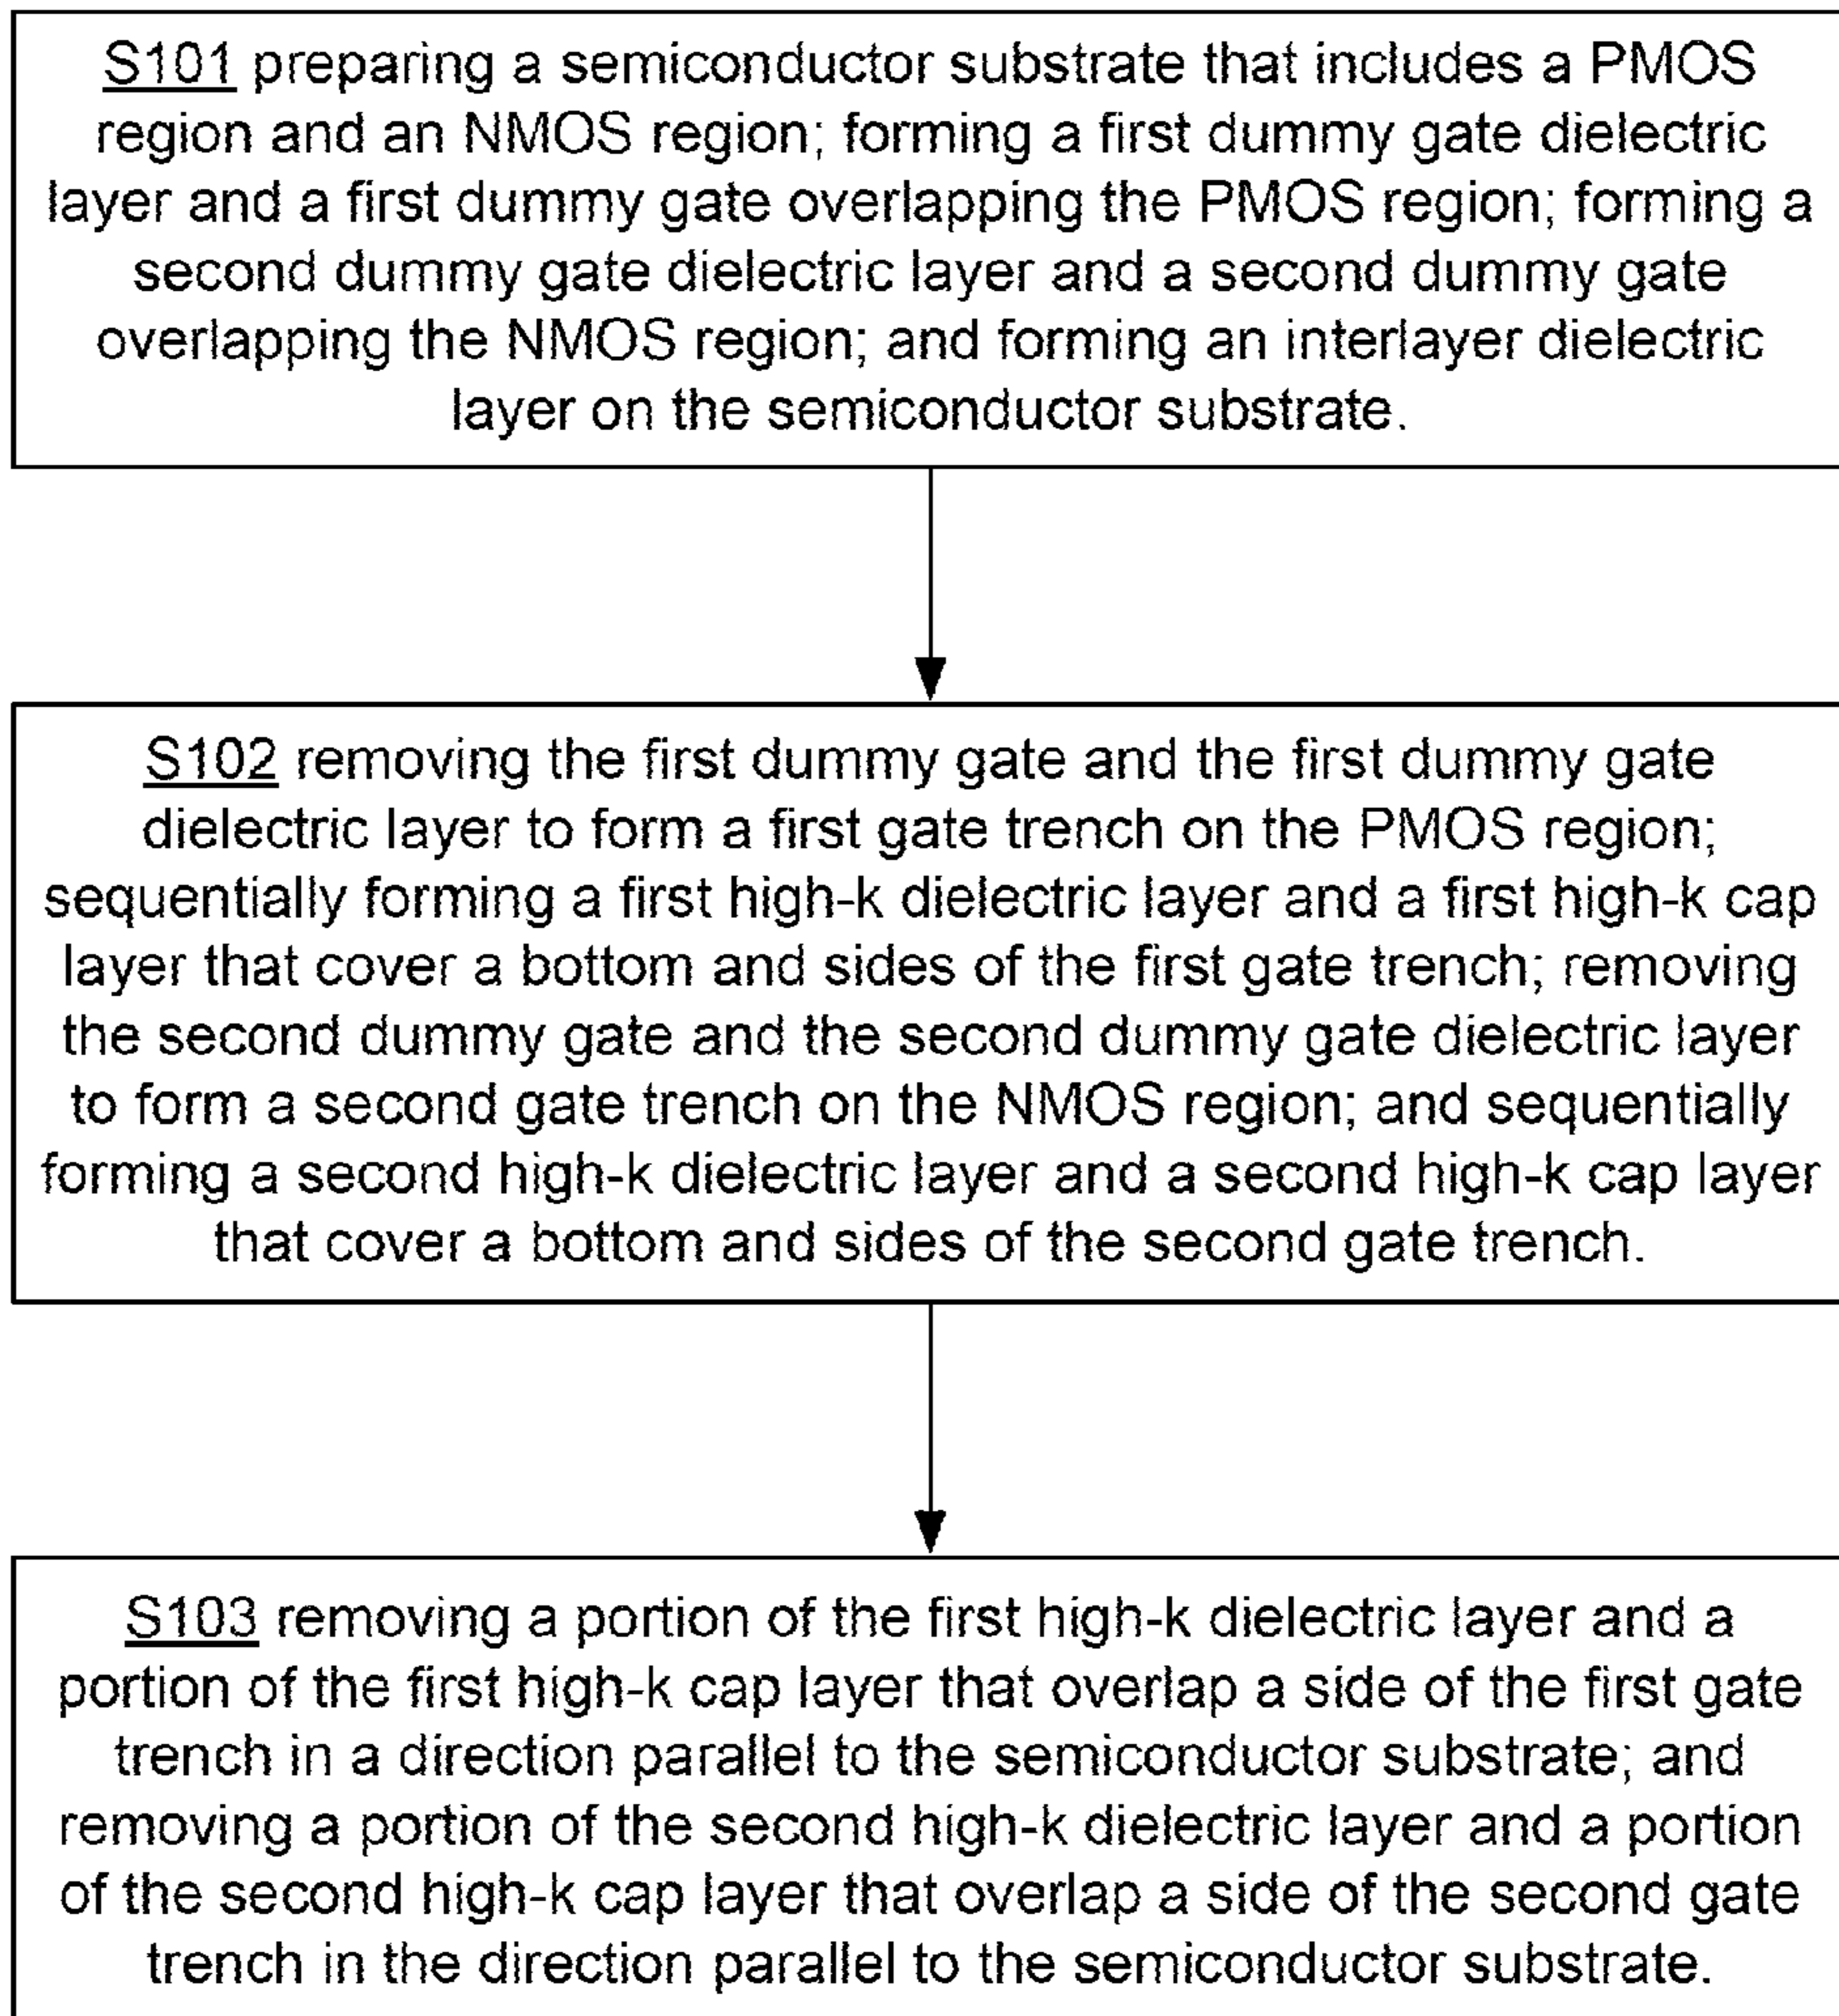 S101 preparing a semiconductor substrate that includes a PMOS
region and an NMOS region; forming a first dummy gate dielectric
layer and a first dummy gate overlapping the PMOS region; forming a
second dummy gate dielectric layer and a second dummy gate
overlapping the NMOS region; and forming an interlayer dielectric
layer on the semiconductor substrate.
S102 removing the first dummy gate and the first dummy gate
dielectric layer to form a first gate trench on the PMOS region;
sequentially forming a first high-k dielectric layer and a first high-k cap
layer that cover a bottom and sides of the first gate trench; removing
the second dummy gate and the second dummy gate dielectric layer
to form a second gate trench on the NMOS region; and sequentially
forming a second high-k dielectric layer and a second high-k cap layer
that cover a bottom and sides of the second gate trench.
S103 removing a portion of the first high-k dielectric layer and a
portion of the first high-k cap layer that overlap a side of the first gate
trench in a direction parallel to the semiconductor substrate; and
removing a portion of the second high-k dielectric layer and a portion
of the second high-k cap layer that overlap a side of the second gate
trench in the direction parallel to the semiconductor substrate.